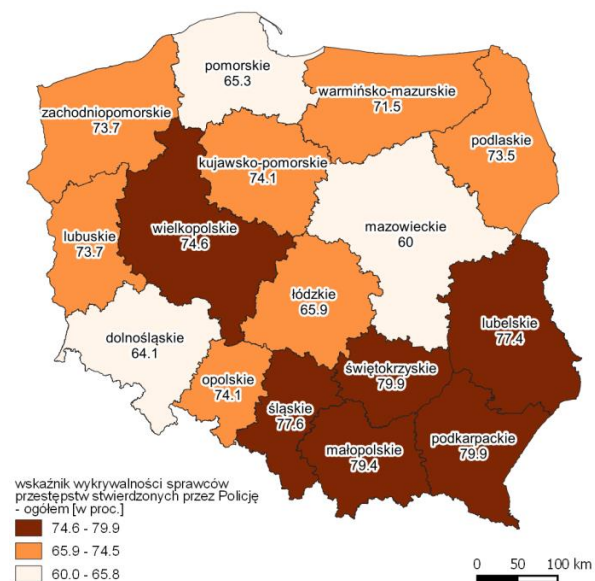 pomorskie
65.3
warmińsko-mazurskie
71.5
zachodniopomorskie
73.7
podlaskie
73.5
kujawsko-pomorskie
74.1
wielkopolskie
74.6
mazowieckie
60
lubuskie
73.7
łódzkie
65.9
lubelskie
77.4
dolnośląskie
64.1
świętokrzyskie
79.9
opolskie
74.1
śląskie
77.6
małopolskie
79.4
podkarpackie
79.9
wskaźnik wykrywalności sprawców
przestępstw stwierdzonych przez Policję
- ogółem [w proc.]
74.6 - 79.9
65.9 - 74.5
60.0 - 65.8
0 50 100 km